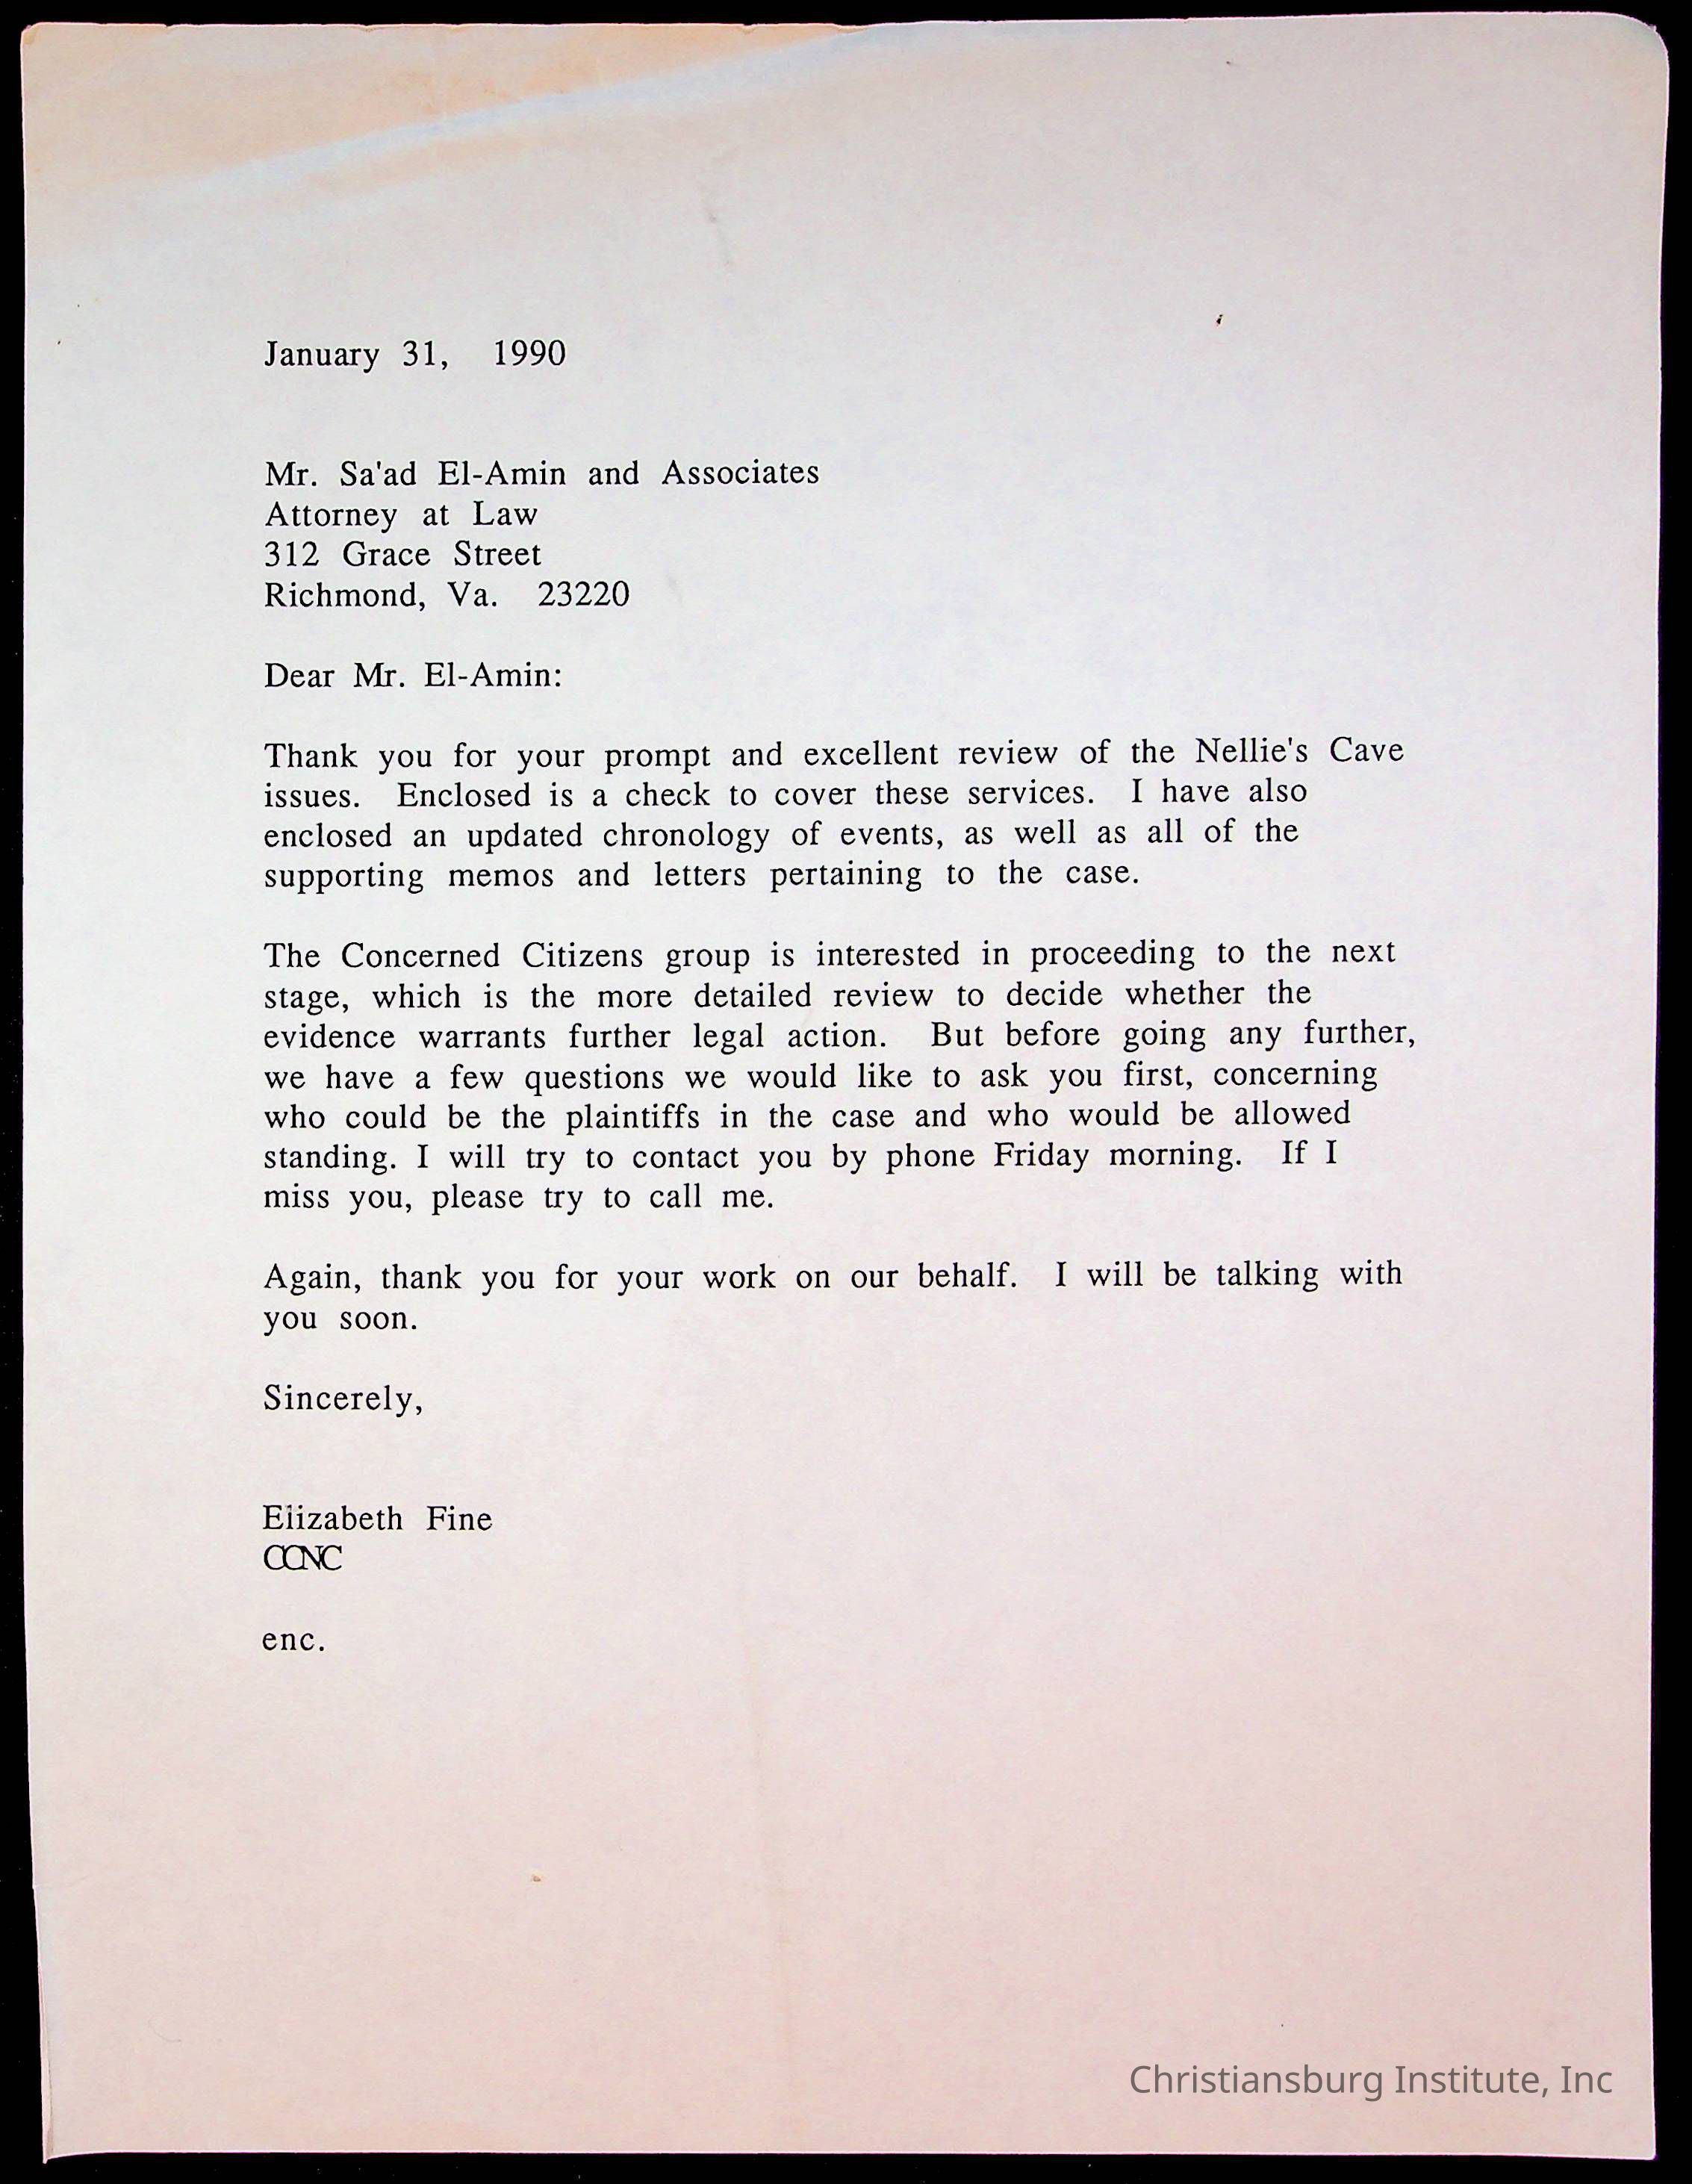 January 31, 1990
Mr. Sa'ad El-Amin and Associates
Attorney at Law
312 Grace Street
Richmond, Va. 23220
Dear Mr. El-Amin:
Thank you for your prompt and excellent review of the Nellie's Cave
issues. Enclosed is a check to cover these services. I have also
enclosed an updated chronology of events, as well as all of the
supporting memos and letters pertaining to the case.
The Concerned Citizens group is interested in proceeding to the next
stage, which is the more detailed review to decide whether the
evidence warrants further legal action. But before going any further,
we have a few questions we would like to ask you first, concerning
who could be the plaintiffs in the case and who would be allowed
standing. I will try to contact you by phone Friday morning. If I
miss you, please try to call me.
Again, thank you for your work on our behalf. I will be talking with
you soon.
Sincerely,
Elizabeth Fine
CCNC
enc.
Christiansburg Institute, Inc